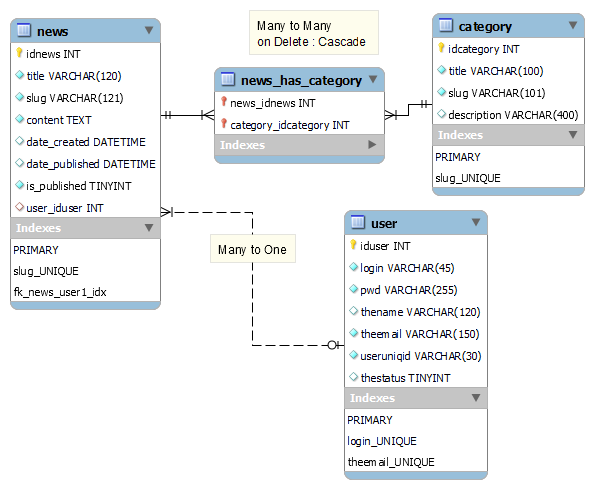 news
idnews INT
title VARCHAR(120)
slug VARCHAR(121)
content TEXT
date_created DATETIME
date_published DATETIME
is_published TINYINT
user_iduser INT
Indexes
PRIMARY
slug_UNIQUE
fk_news_user1_idx
Many to Many
on Delete : Cascade
news_has_category
news_idnews INT
category_idcategory INT
Indexes
category
idcategory INT
title VARCHAR(100)
slug VARCHAR(101)
description VARCHAR(400)
Indexes
PRIMARY
slug_UNIQUE
Many to One
user
iduser INT
login VARCHAR(45)
pwd VARCHAR(255)
thename VARCHAR(120)
theemail VARCHAR(150)
useruniqid VARCHAR(30)
thestatus TINYINT
Indexes
PRIMARY
login_UNIQUE
theemail_UNIQUE